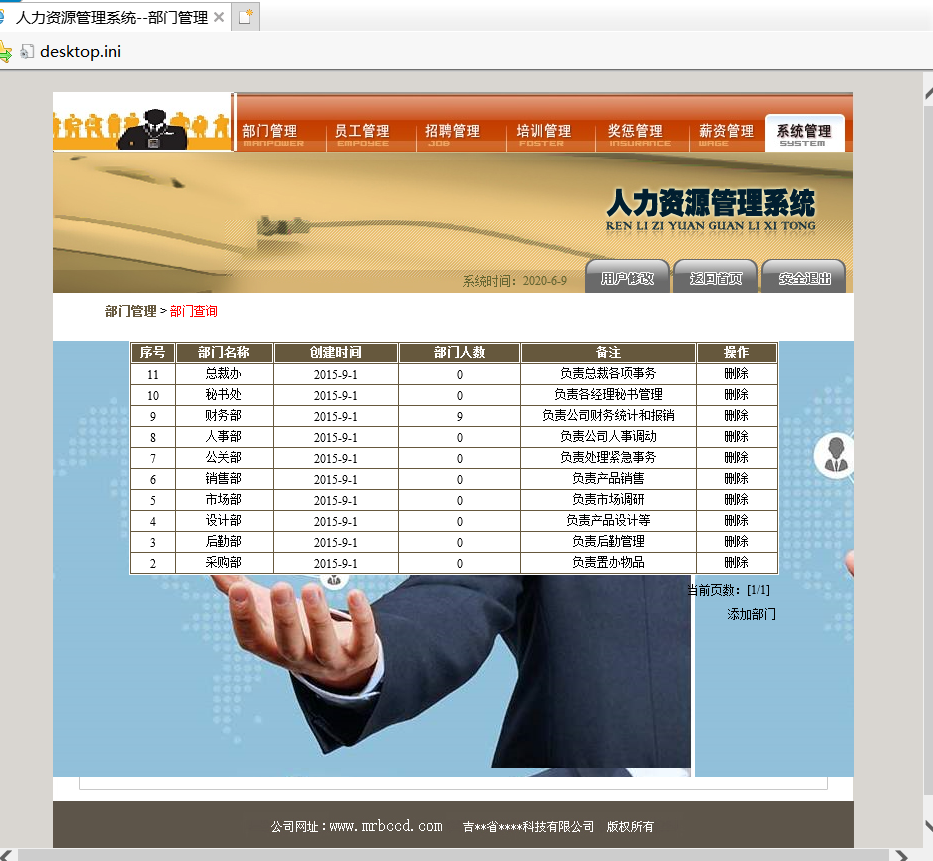 人力资源管理系统--部门管理
desktop.ini
部门管理 员工管理 招聘管理 培训管理 奖惩管理 薪资管理 系统管理
MANPOWER EMPOYEE JOB FOSTER INSURANCE WAGE SYSTEM
人力资源管理系统
REN LI ZI YUAN GUAN LI XI TONG
系统时间：2020-6-9 用户修改 返回首页 安全退出
部门管理 > 部门查询
序号 部门名称 创建时间 部门人数 备注 操作
11 总裁办 2015-9-1 0 负责总裁各项事务 删除
10 秘书处 2015-9-1 0 负责各经理秘书管理 删除
9 财务部 2015-9-1 9 负责公司财务统计和报销 删除
8 人事部 2015-9-1 0 负责公司人事调动 删除
7 公关部 2015-9-1 0 负责处理紧急事务 删除
6 销售部 2015-9-1 0 负责产品销售 删除
5 市场部 2015-9-1 0 负责市场调研 删除
4 设计部 2015-9-1 0 负责产品设计等 删除
3 后勤部 2015-9-1 0 负责后勤管理 删除
2 采购部 2015-9-1 0 负责置办物品 删除
当前页数：[1/1]
添加部门
公司网址：www.mrbccd.com 吉**省****科技有限公司 版权所有